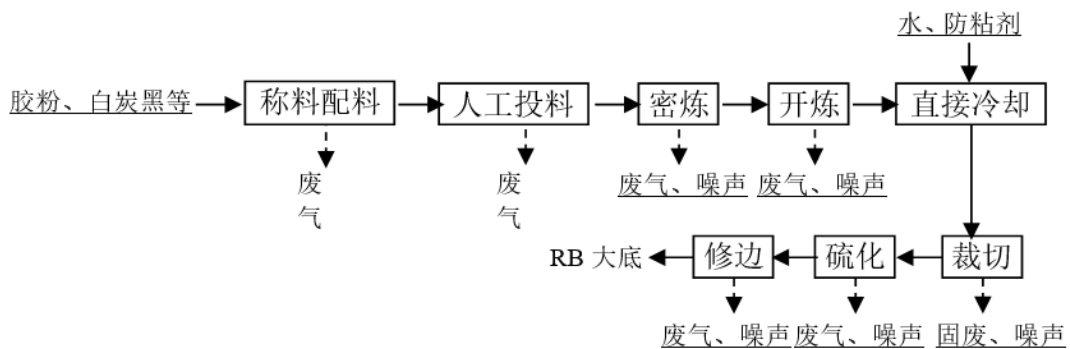 水、防粘剂
胶粉、白炭黑等
称料配料
人工投料
密炼
开炼
直接冷却
废气
废气
废气、噪声
废气、噪声
RB 大底
修边
硫化
裁切
废气、噪声
废气、噪声
固废、噪声